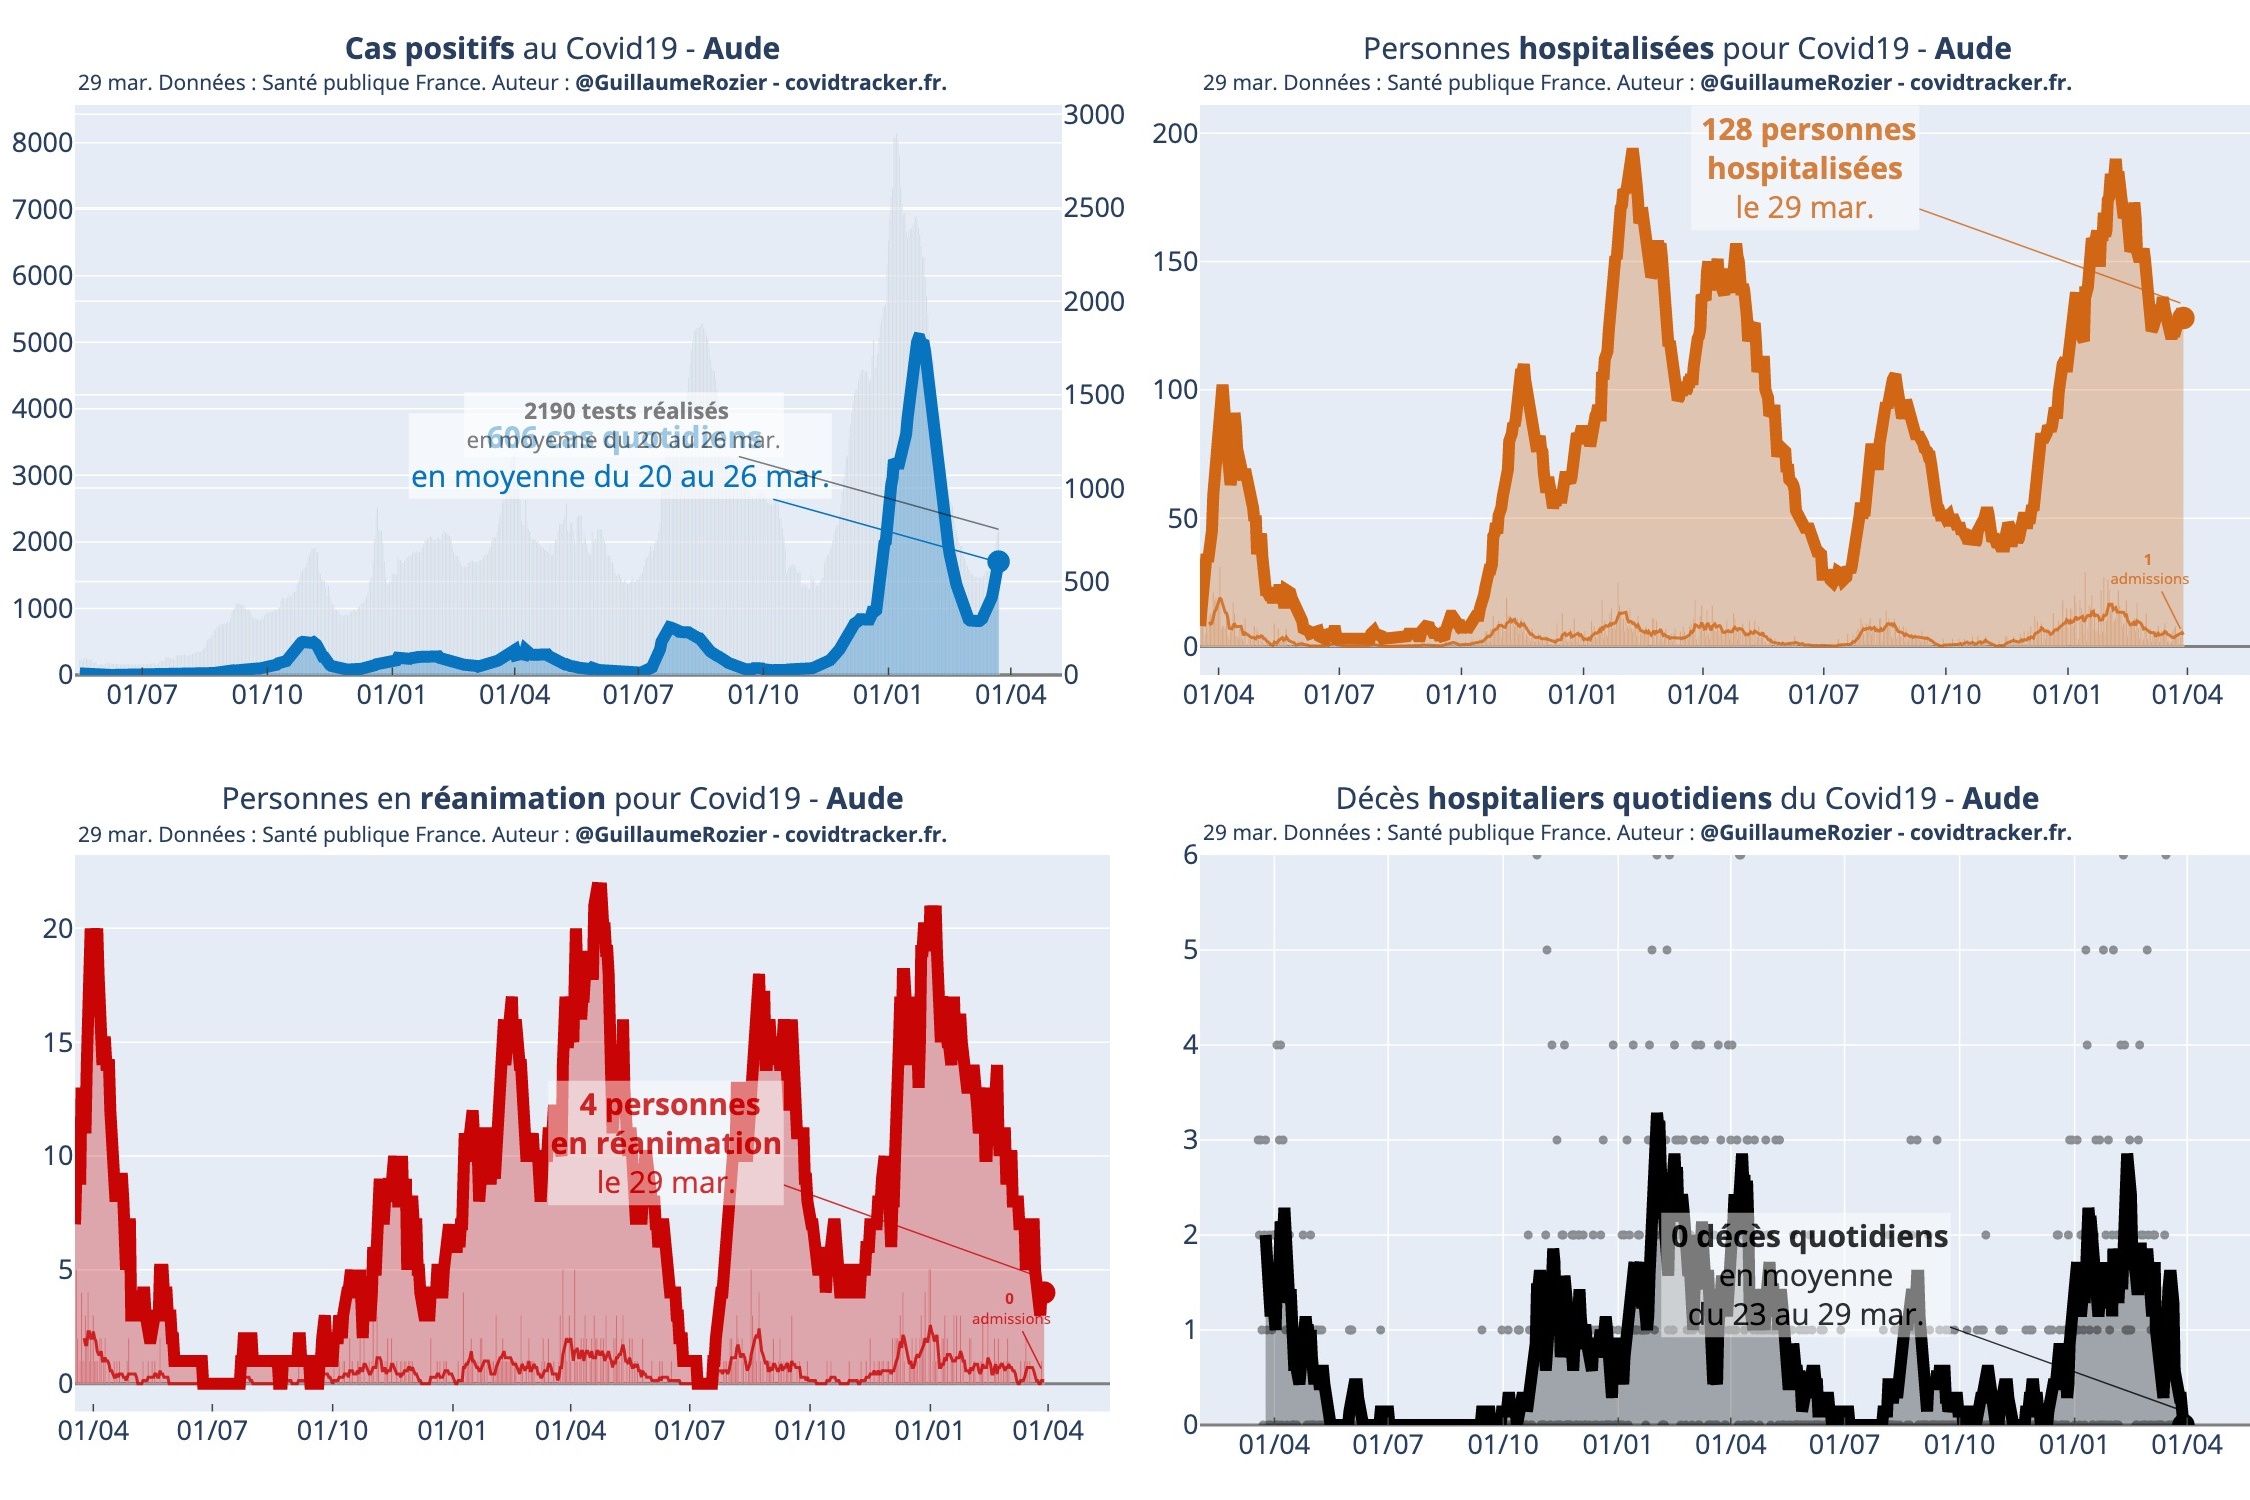 Cas positifs au Covid19 - Aude
29 mar. Données : Santé publique France. Auteur : @GuillaumeRozier - covidtracker.fr.
8000
7000
6000
5000
4000
3000
2000
1000
0
3000
2500
2000
1500
1000
500
0
2190 tests réalisés
en moyenne du 20 au 26 mar.
606 cas quotidiens
en moyenne du 20 au 26 mar.
01/07 01/10 01/01 01/04 01/07 01/10 01/01 01/04
Personnes hospitalisées pour Covid19 - Aude
29 mar. Données : Santé publique France. Auteur : @GuillaumeRozier - covidtracker.fr.
200
150
100
50
0
128 personnes
hospitalisées
le 29 mar.
1
admissions
01/04 01/07 01/10 01/01 01/04 01/07 01/10 01/01 01/04
Personnes en réanimation pour Covid19 - Aude
29 mar. Données : Santé publique France. Auteur : @GuillaumeRozier - covidtracker.fr.
20
15
10
5
0
4 personnes
en réanimation
le 29 mar.
0
admissions
01/04 01/07 01/10 01/01 01/04 01/07 01/10 01/01 01/04
Décès hospitaliers quotidiens du Covid19 - Aude
29 mar. Données : Santé publique France. Auteur : @GuillaumeRozier - covidtracker.fr.
6
5
4
3
2
1
0
0 décès quotidiens
en moyenne
du 23 au 29 mar.
01/04 01/07 01/10 01/01 01/04 01/07 01/10 01/01 01/04